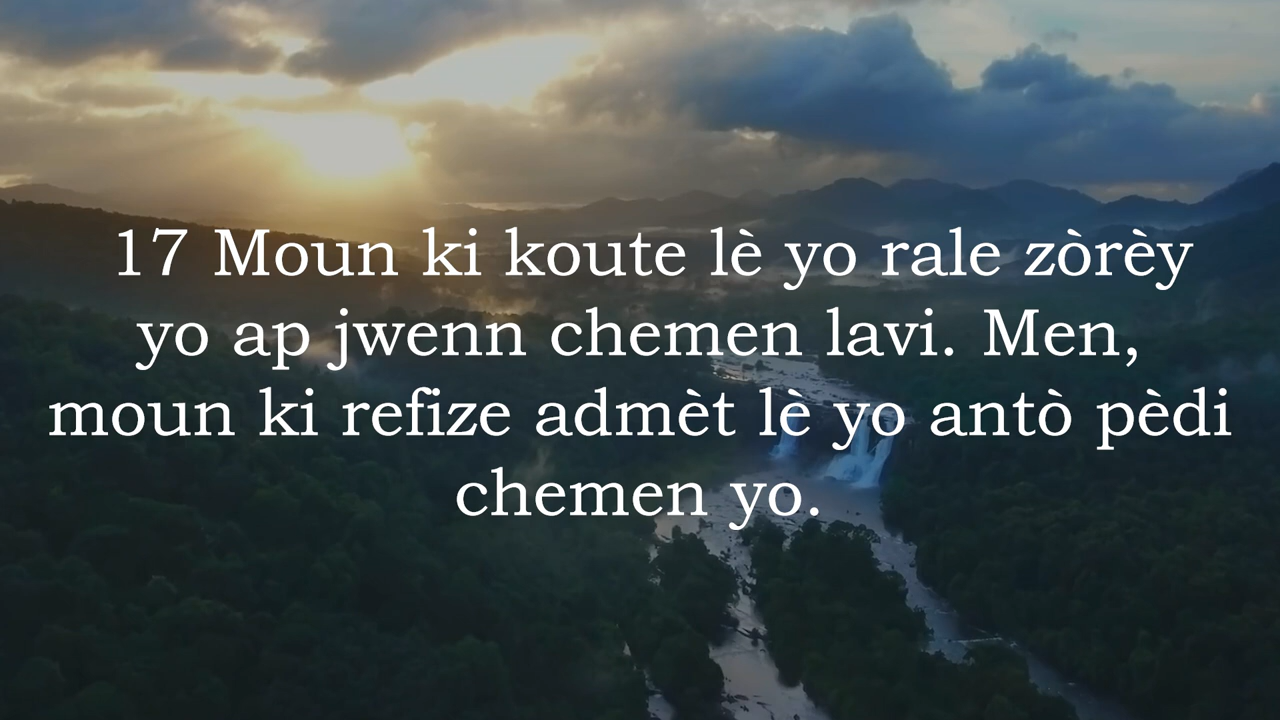 17 Moun ki koute lè yo rale zòrèy
yo ap jwenn chemen lavi. Men,
moun ki refize admèt lè yo antò pèdi
chemen yo.